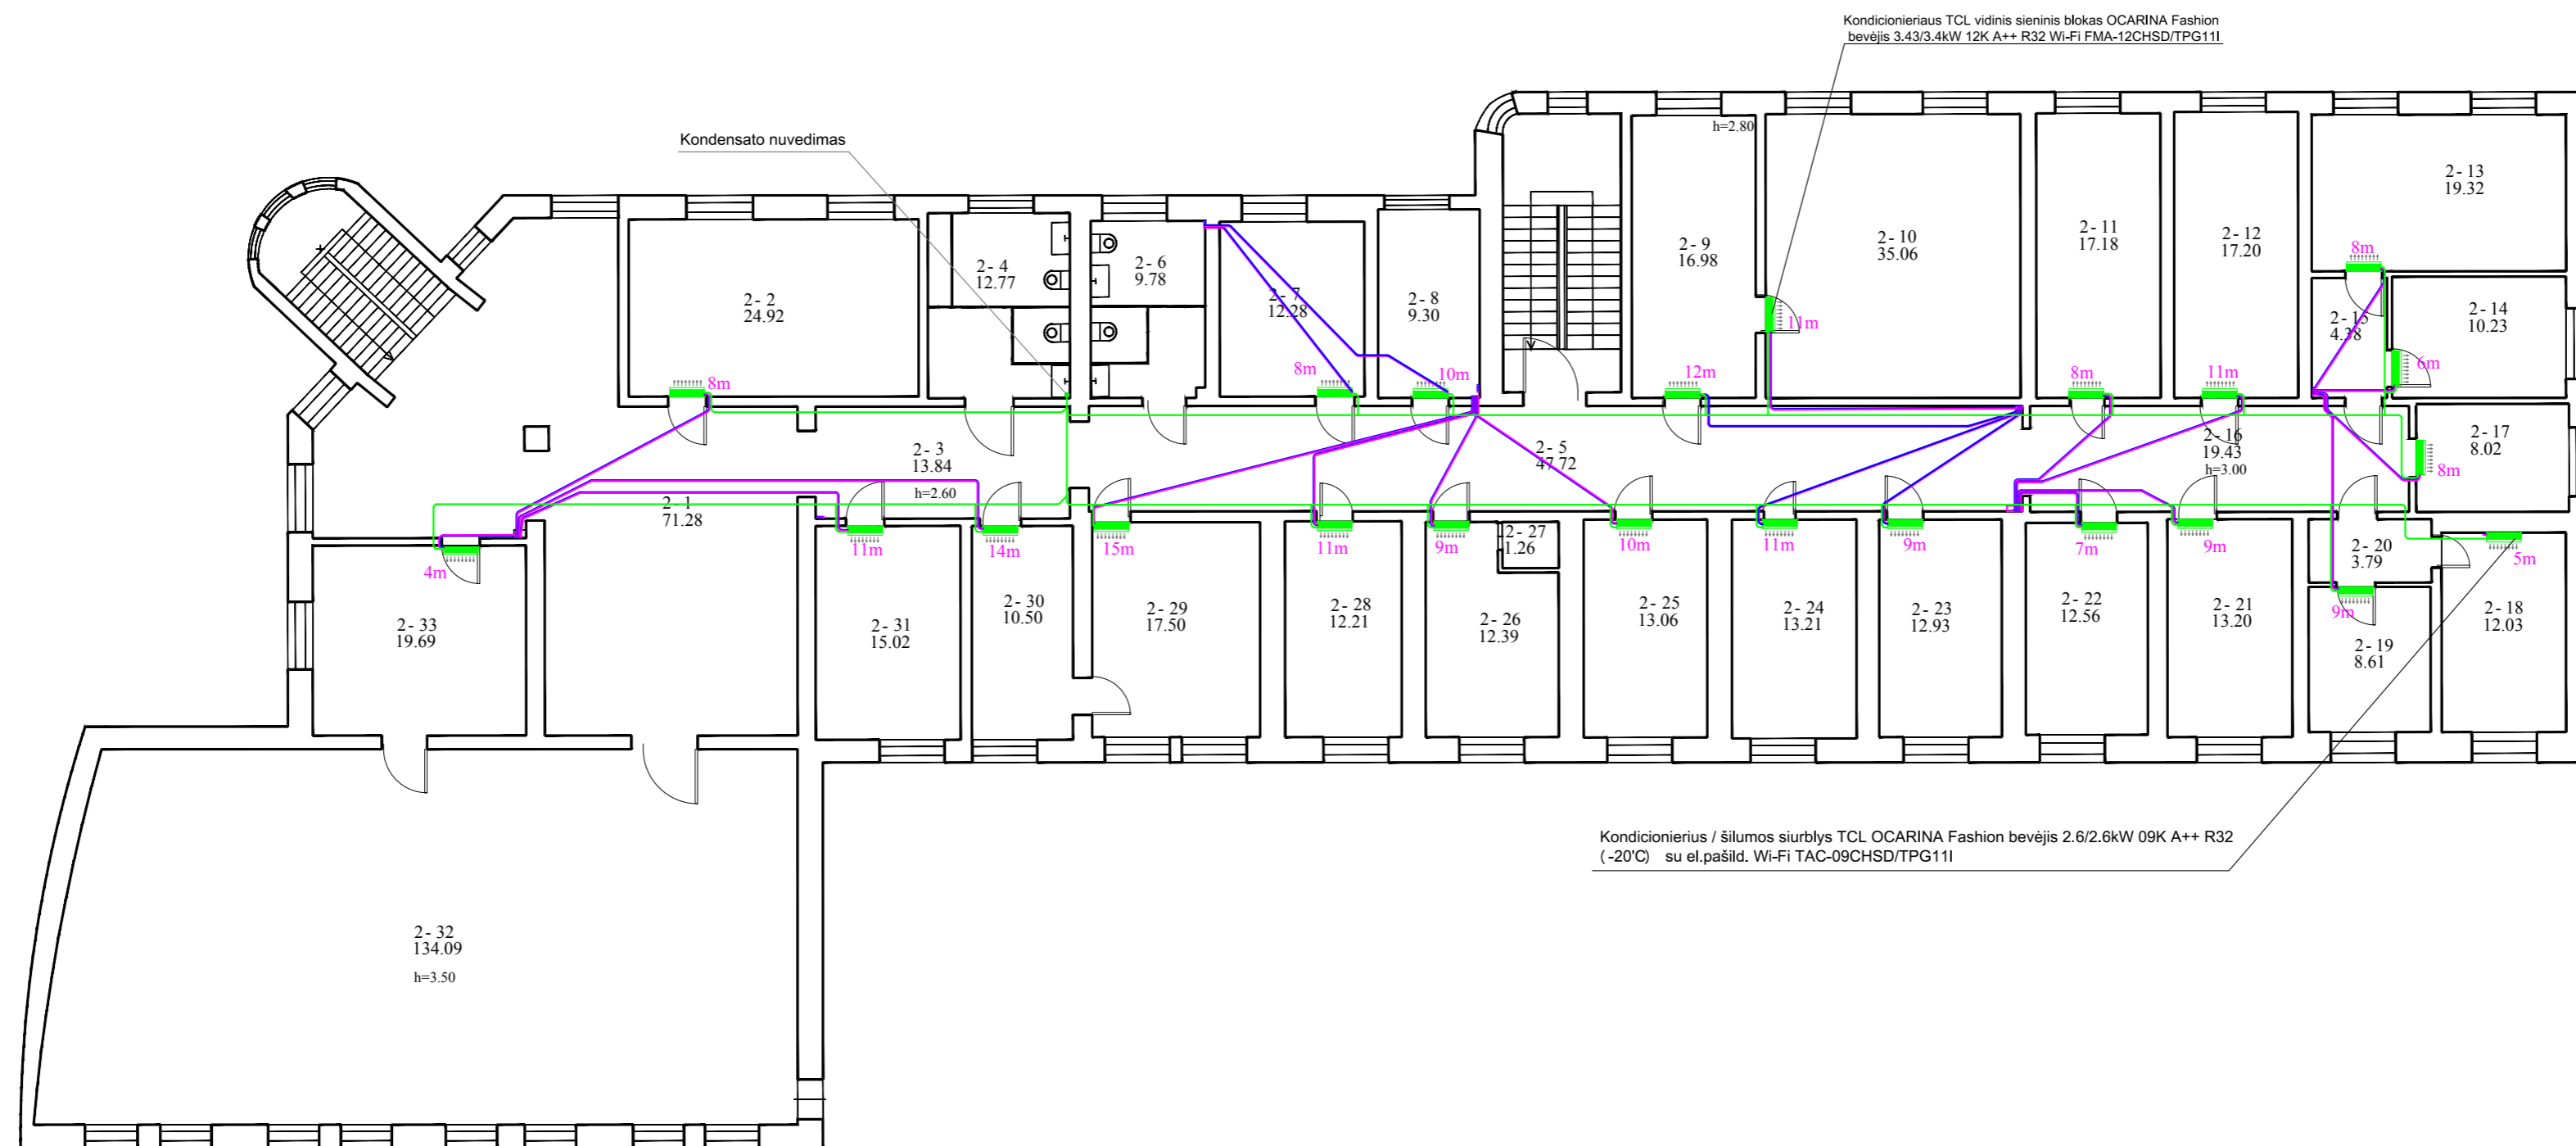 Kondicionieriaus TCL vidinis sieninis blokas OCARINA Fashion
bevėjis 3.43/3.4kW 12K A++ R32 Wi-Fi FMA-12CHSD/TPG11I
Kondensato nuvedimas
h=2.80
2-13
19.32
2-9
16.98
2-10
35.06
2-11
17.18
2-12
17.20
8m
2-4
12.77
2-6
9.78
2-2
24.92
2-7
12.28
2-8
9.30
11m
2-15
4.38
2-14
10.23
8m
8m
10m
12m
8m
11m
6m
2-3
13.84
h=2.60
2-5
47.72
2-16
19.43
h=3.00
2-17
8.02
8m
2-1
71.28
4m
11m
14m
15m
11m
9m
2-27
1.26
10m
11m
9m
7m
9m
2-20
3.79
5m
2-33
19.69
2-31
15.02
2-30
10.50
2-29
17.50
2-28
12.21
2-26
12.39
2-25
13.06
2-24
13.21
2-23
12.93
2-22
12.56
2-21
13.20
9m
2-19
8.61
2-18
12.03
Kondicionierius / šilumos siurblys TCL OCARINA Fashion bevėjis 2.6/2.6kW 09K A++ R32
(-20'C) su el.pašild. Wi-Fi TAC-09CHSD/TPG11I
2-32
134.09
h=3.50